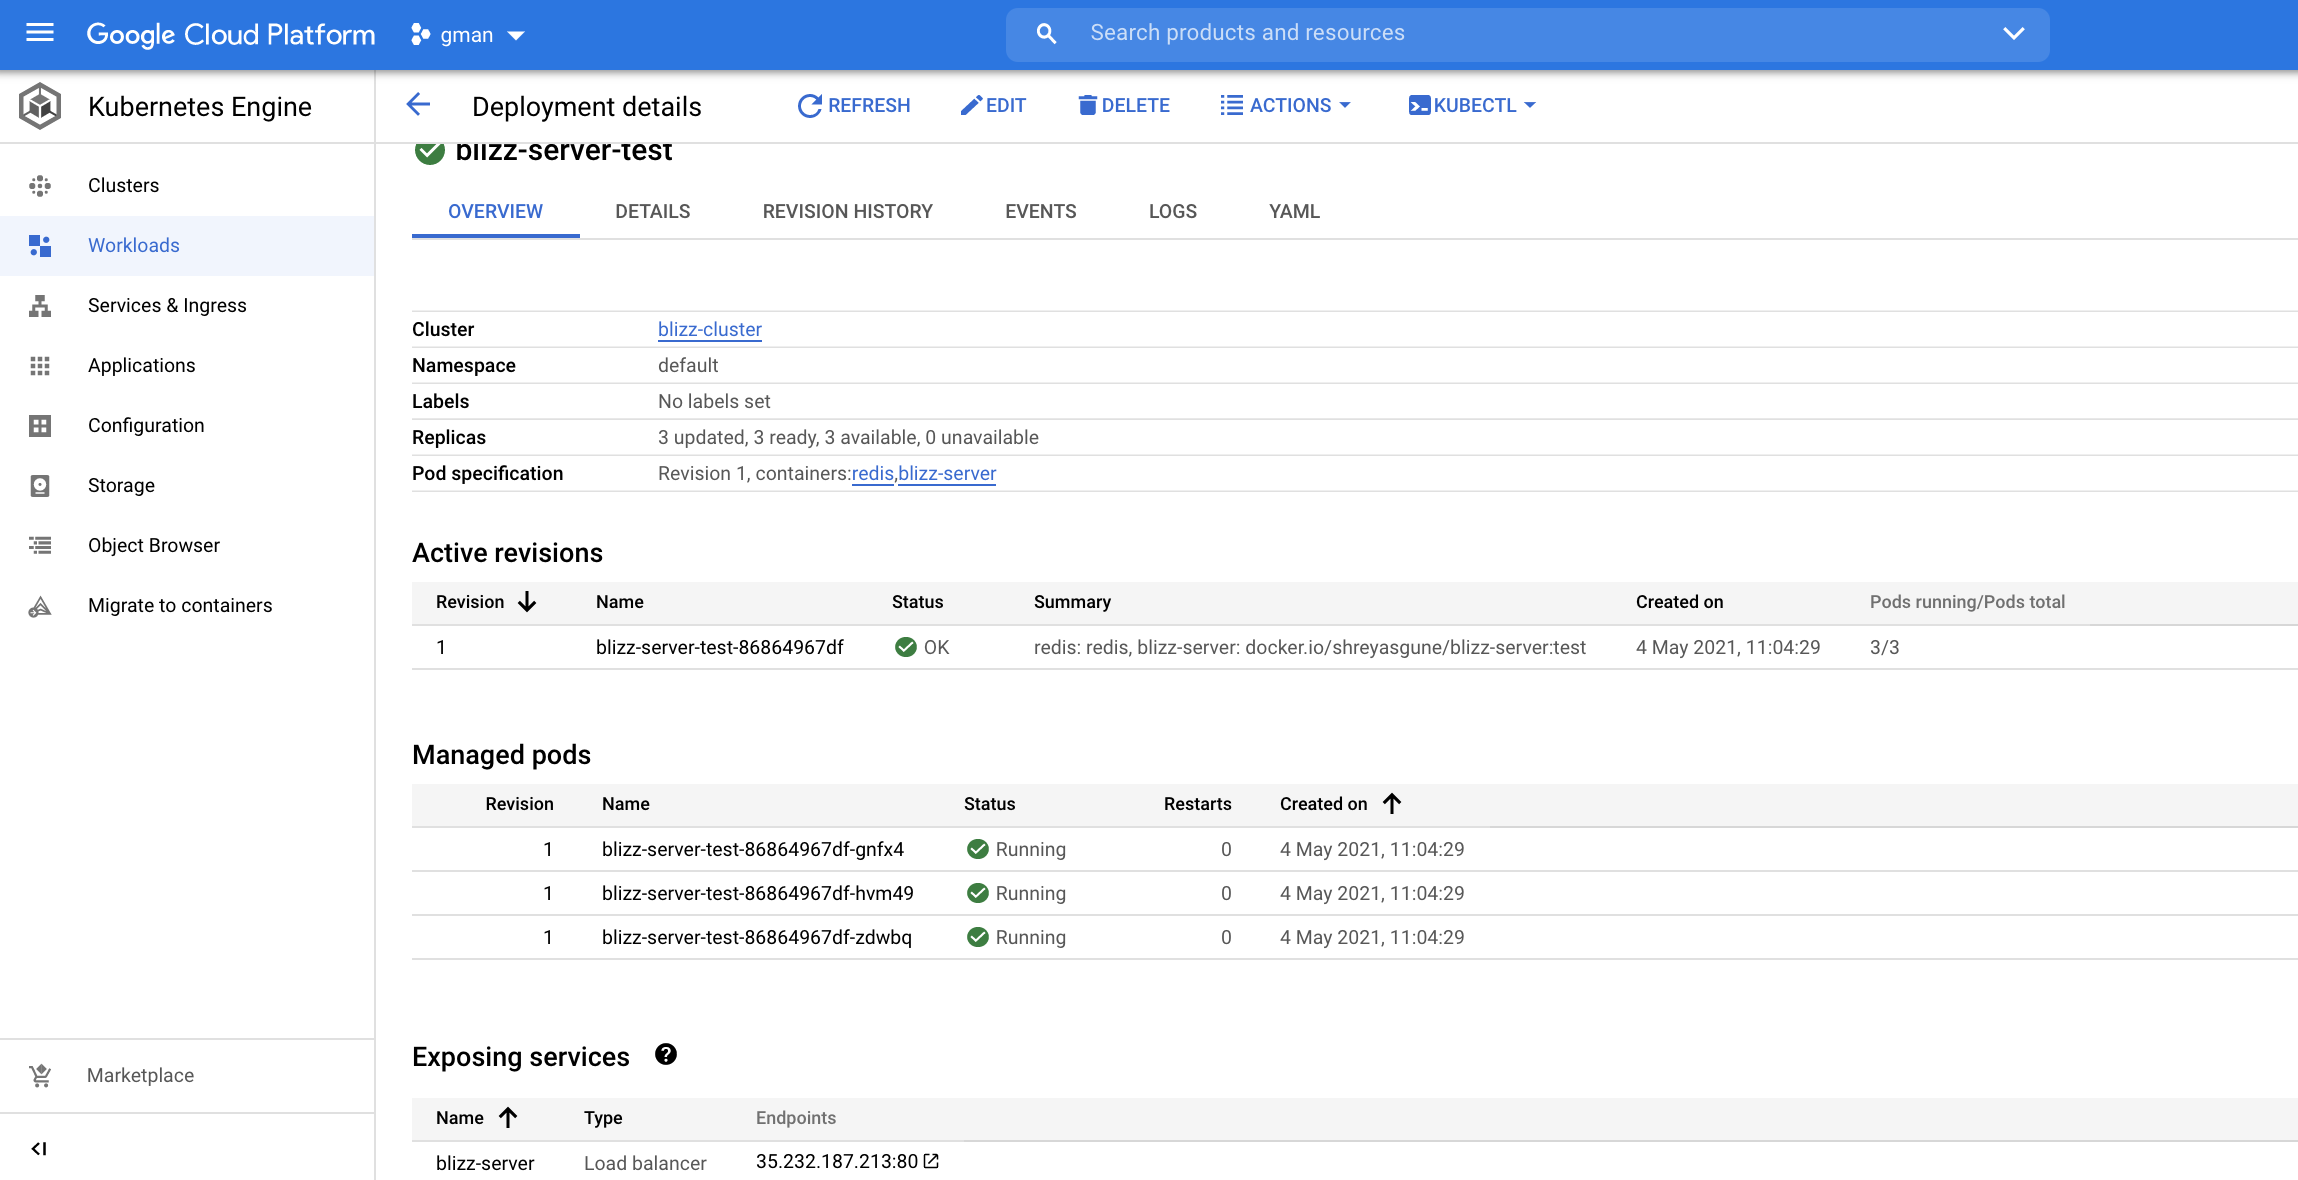 Google Cloud Platform gman Search products and resources
Kubernetes Engine
Deployment details REFRESH EDIT DELETE ACTIONS KUBECTL
Clusters
Workloads
Services & Ingress
Applications
Configuration
Storage
Object Browser
Migrate to containers
Marketplace
blizz-server-test
OVERVIEW DETAILS REVISION HISTORY EVENTS LOGS YAML
Cluster blizz-cluster
Namespace default
Labels No labels set
Replicas 3 updated, 3 ready, 3 available, 0 unavailable
Pod specification Revision 1, containers:redis,blizz-server
Active revisions
Revision Name Status Summary Created on Pods running/Pods total
1 blizz-server-test-86864967df OK redis: redis, blizz-server: docker.io/shreyasgune/blizz-server:test 4 May 2021, 11:04:29 3/3
Managed pods
Revision Name Status Restarts Created on
1 blizz-server-test-86864967df-gnfx4 Running 0 4 May 2021, 11:04:29
1 blizz-server-test-86864967df-hvm49 Running 0 4 May 2021, 11:04:29
1 blizz-server-test-86864967df-zdwbq Running 0 4 May 2021, 11:04:29
Exposing services ?
Name Type Endpoints
blizz-server Load balancer 35.232.187.213:80